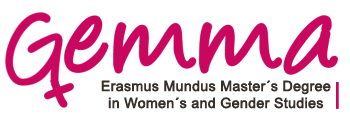 Gemma
Erasmus Mundus Master´s Degree
in Women´s and Gender Studies